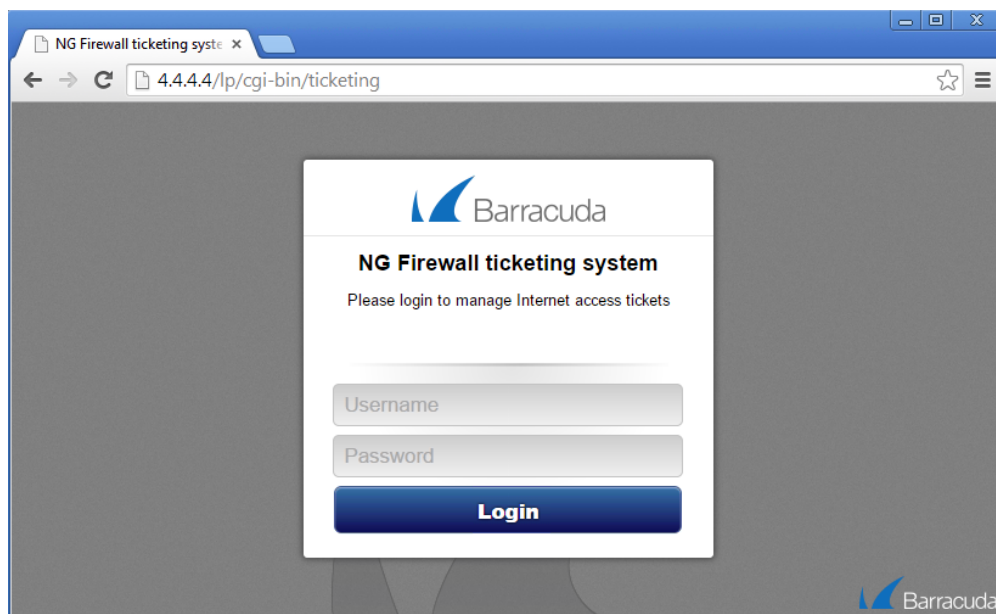 NG Firewall ticketing syste
4.4.4.4/lp/cgi-bin/ticketing
Barracuda
NG Firewall ticketing system
Please login to manage Internet access tickets
Username
Password
Login
Barracuda